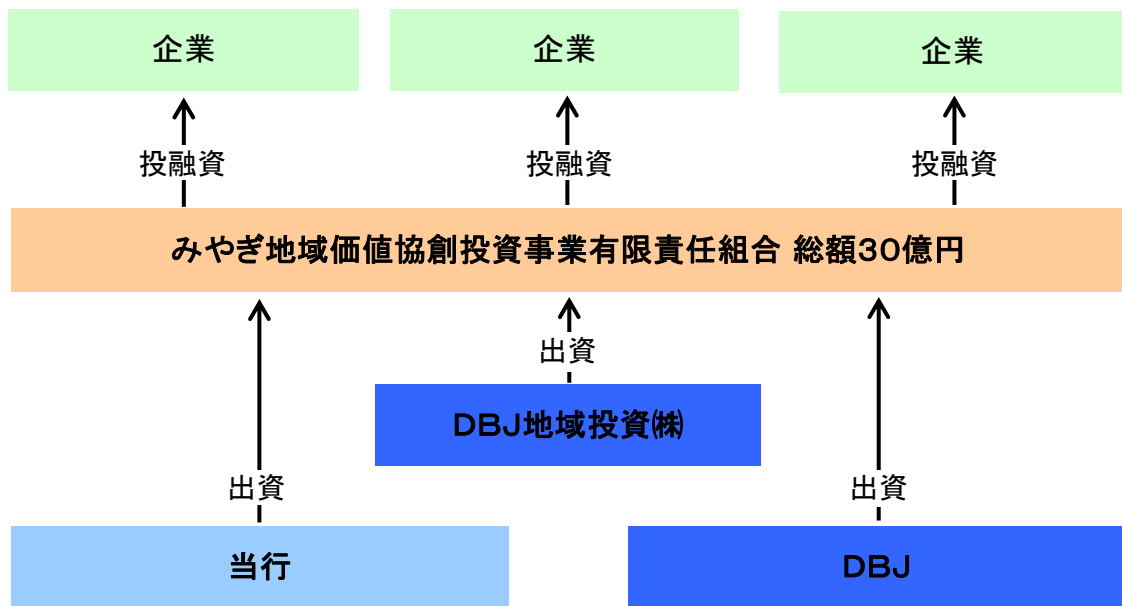 企業
企業
企業
投融資
投融資
投融資
みやぎ地域価値協創投資事業有限責任組合 総額30億円
出資
DBJ地域投資㈱
出資
出資
当行
DBJ